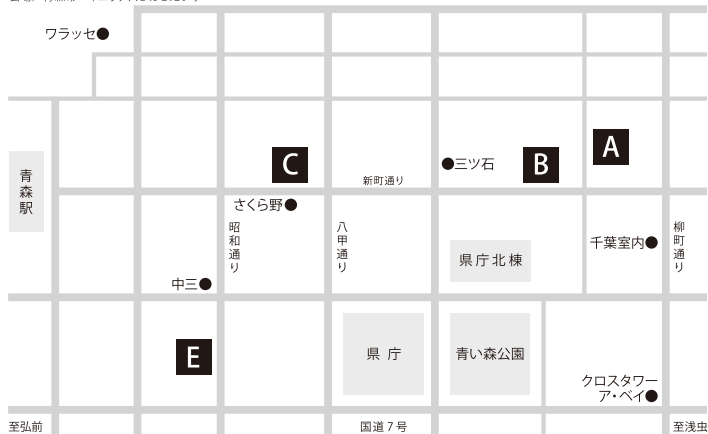 ワラッセ
A
B
C
三ツ石
新町通り
青森駅
さくら野
昭和通り
八甲通り
千葉室内
柳町通り
県庁北棟
中三
E
県庁
青い森公園
クロスタワー
ア・ベイ
至弘前
国道7号
至浅虫